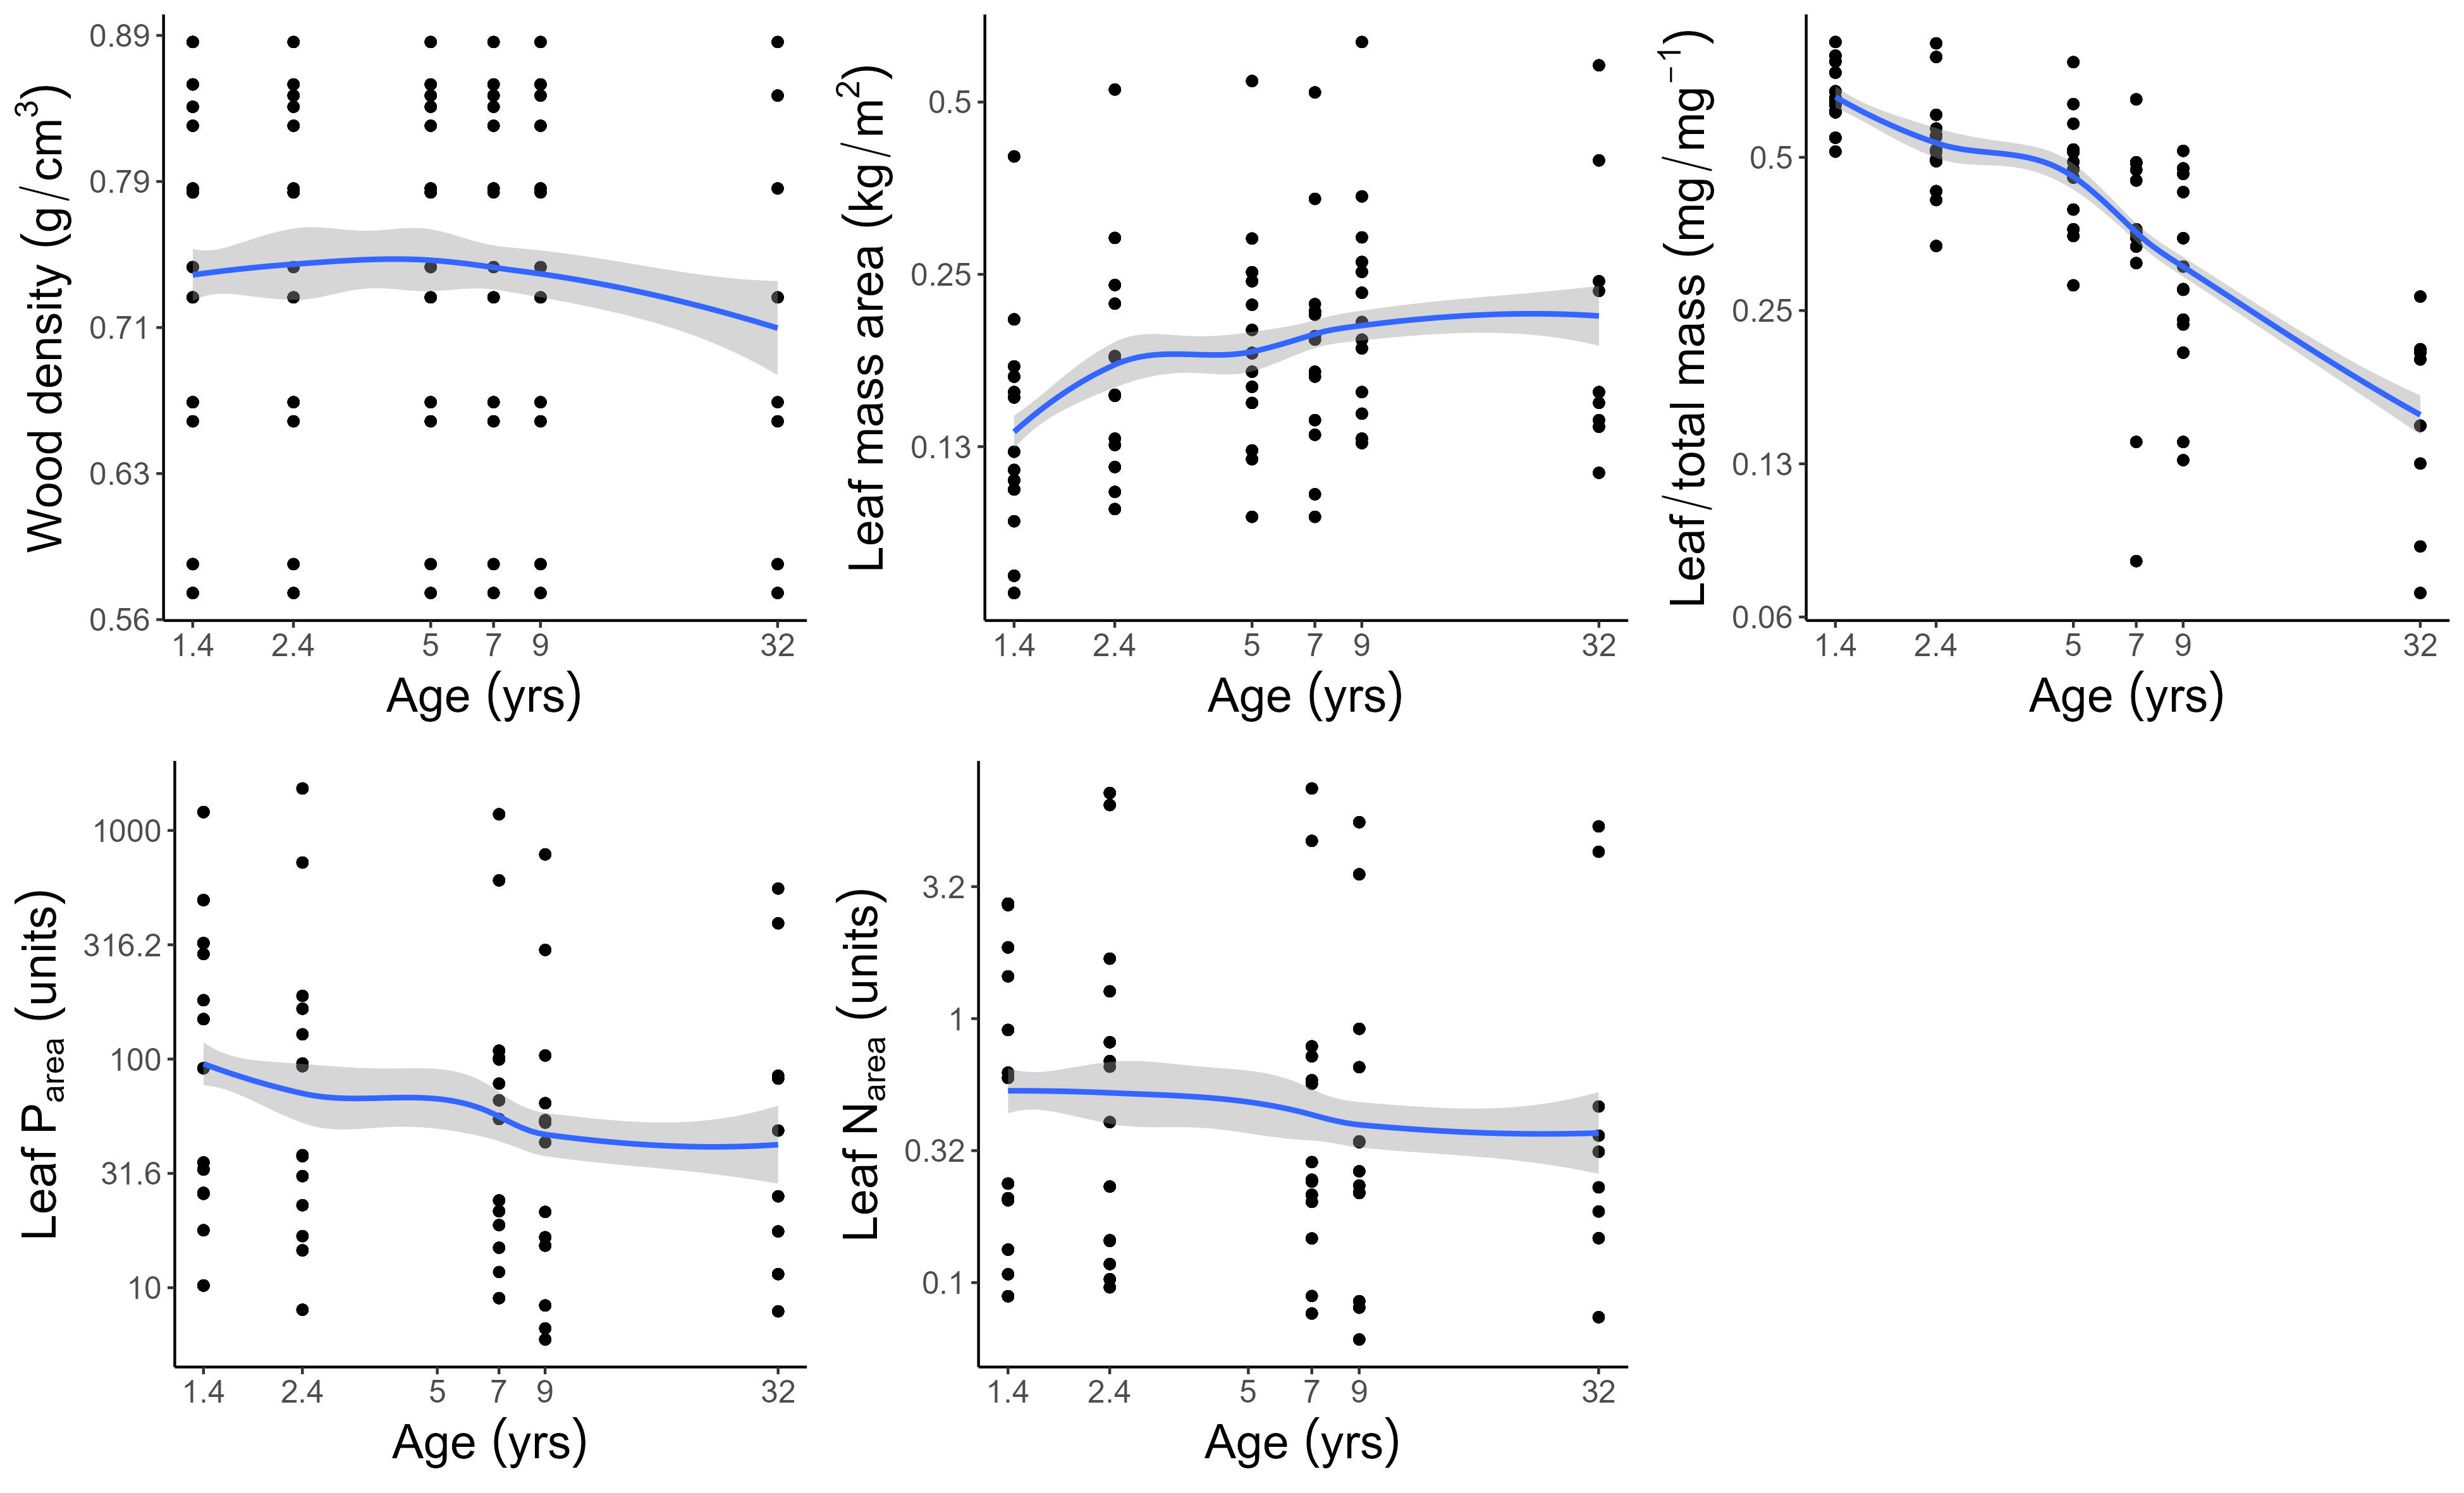 Wood density (g/cm³)
0.89
0.79
0.71
0.63
0.56
1.4 2.4 5 7 9 32
Age (yrs)
Leaf mass area (kg/m²)
0.5
0.25
0.13
1.4 2.4 5 7 9 32
Age (yrs)
Leaf/total mass (mg/mg⁻¹)
0.5
0.25
0.13
0.06
1.4 2.4 5 7 9 32
Age (yrs)
Leaf Parea (units)
1000
316.2
100
31.6
10
1.4 2.4 5 7 9 32
Age (yrs)
Leaf Narea (units)
3.2
1
0.32
0.1
1.4 2.4 5 7 9 32
Age (yrs)